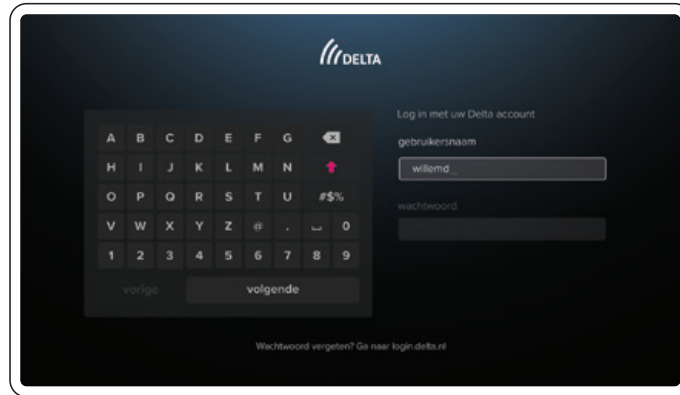 DELTA
Log in met uw Delta account
gebruikersnaam
willemd_
wachtwoord
A B C D E F G
H I J K L M N
O P Q R S T U #$%
V W X Y Z @ . ⎵ 0
1 2 3 4 5 6 7 8 9
vorige volgende
Wachtwoord vergeten? Ga naar login.delta.nl